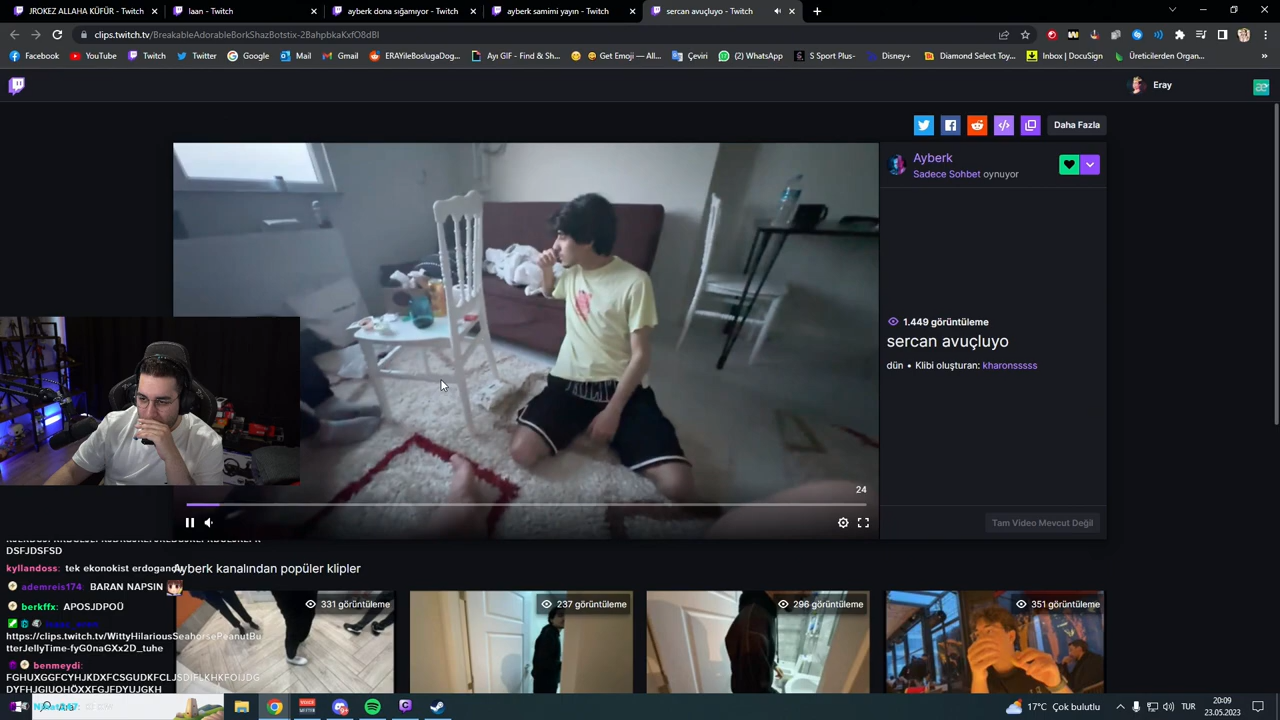 JROKEZ ALLAHA KÜFÜR - Twitch
laan - Twitch
ayberk dona sığamıyor - Twitch
ayberk samimi yayın - Twitch
sercan avuçluyo - Twitch
clips.twitch.tv/BreakableAdorableBorkShazBotstix-2BahpbkaKxfO8dBI
Facebook
YouTube
Twitch
Twitter
Google
Mail
Gmail
ERAYileBoslugaDog...
Ayı GIF - Find & Sh...
Get Emoji — All...
Çeviri
(2) WhatsApp
S Sport Plus-
Disney+
Diamond Select Toy...
Inbox | DocuSign
Üreticilerden Organ...
Eray
Daha Fazla
Ayberk
Sadece Sohbet oynuyor
1.449 görüntüleme
sercan avuçluyo
dün • Klibi oluşturan: kharonsssss
24
Tam Video Mevcut Değil
DSFJDSFSD
kyllandoss: tek ekonokist erdogandı
Ayberk kanalından popüler klipler
ademreis174: BARAN NAPSIN
berkffx: APOSJDPOÜ
https://clips.twitch.tv/WittyHilariousSeahorsePeanutBu
tterJellyTime-fyG0naGXx2D_tuhe
benmeydi:
331 görüntüleme
237 görüntüleme
296 görüntüleme
351 görüntüleme
17°C Çok bulutlu
TUR
20:09
23.05.2023